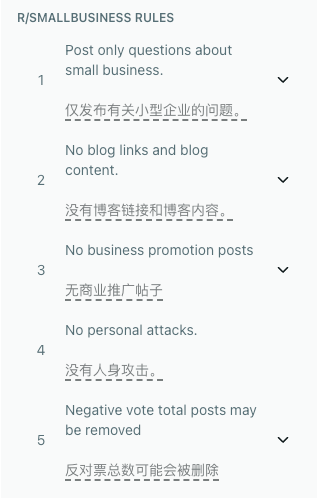 R/SMALLBUSINESS RULES
1
Post only questions about
small business.
仅发布有关小型企业的问题。
2
No blog links and blog
content.
没有博客链接和博客内容。
3
No business promotion posts
无商业推广帖子
4
No personal attacks.
没有人身攻击。
5
Negative vote total posts may
be removed
反对票总数可能会被删除